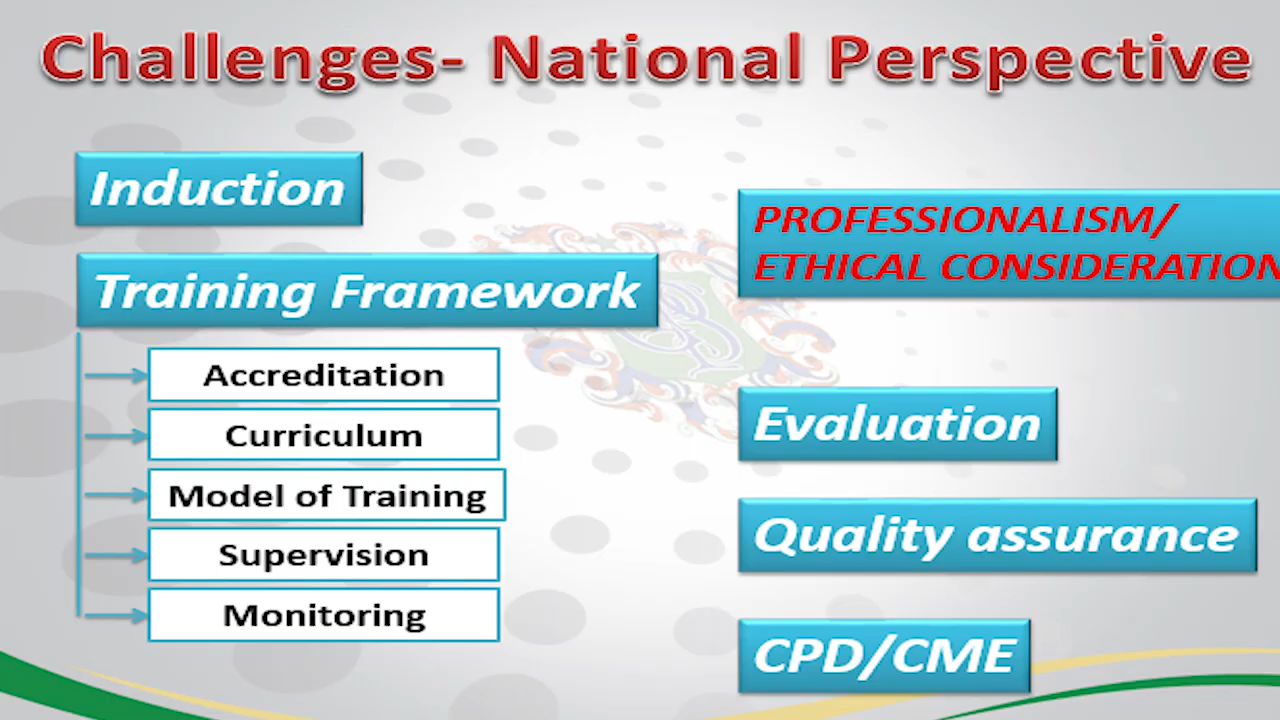 Challenges- National Perspective
Induction
Training Framework
Accreditation
Curriculum
Model of Training
Supervision
Monitoring
PROFESSIONALISM/
ETHICAL CONSIDERATION
Evaluation
Quality assurance
CPD/CME